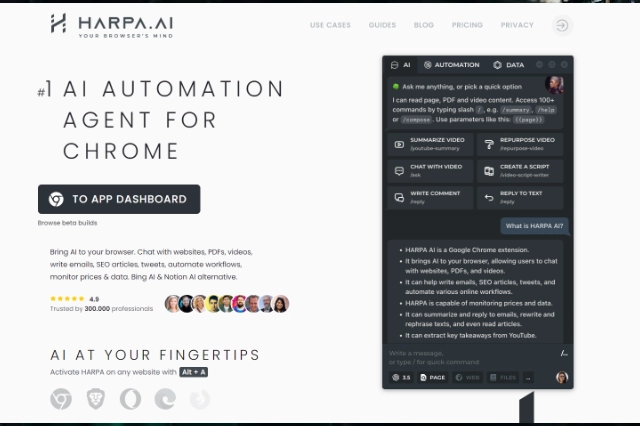 HARPA.AI
YOUR BROWSER'S MIND
USE CASES GUIDES BLOG PRICING PRIVACY
#1 AI AUTOMATION
AGENT FOR
CHROME
TO APP DASHBOARD
Browse beta builds
Bring AI to your browser. Chat with websites, PDFs, videos,
write emails, SEO articles, tweets, automate workflows,
monitor prices & data. Bing AI & Notion AI alternative.
4.9
Trusted by 300.000 professionals
AI AT YOUR FINGERTIPS
Activate HARPA on any website with Alt + A
AI AUTOMATION DATA
Ask me anything, or pick a quick option
I can read page, PDF and video content. Access 100+
commands by typing slash /, e.g. /summary, /help
or /compose. Use parameters like this: {{page}}
SUMMARIZE VIDEO
/youtube-summary
REPURPOSE VIDEO
/repurpose-video
CHAT WITH VIDEO
/ask
CREATE A SCRIPT
/video-script-writer
WRITE COMMENT
/reply
REPLY TO TEXT
/reply
What is HARPA AI?
• HARPA AI is a Google Chrome extension.
• It brings AI to your browser, allowing users to chat
with websites, PDFs, and videos.
• It can help write emails, SEO articles, tweets, and
automate various online workflows.
• HARPA is capable of monitoring prices and data.
• It can summarize and reply to emails, rewrite and
rephrase texts, and even read articles.
• It can extract key takeaways from YouTube.
Write a message,
or type / for quick command
/...
3.5 PAGE WEB FILES ...